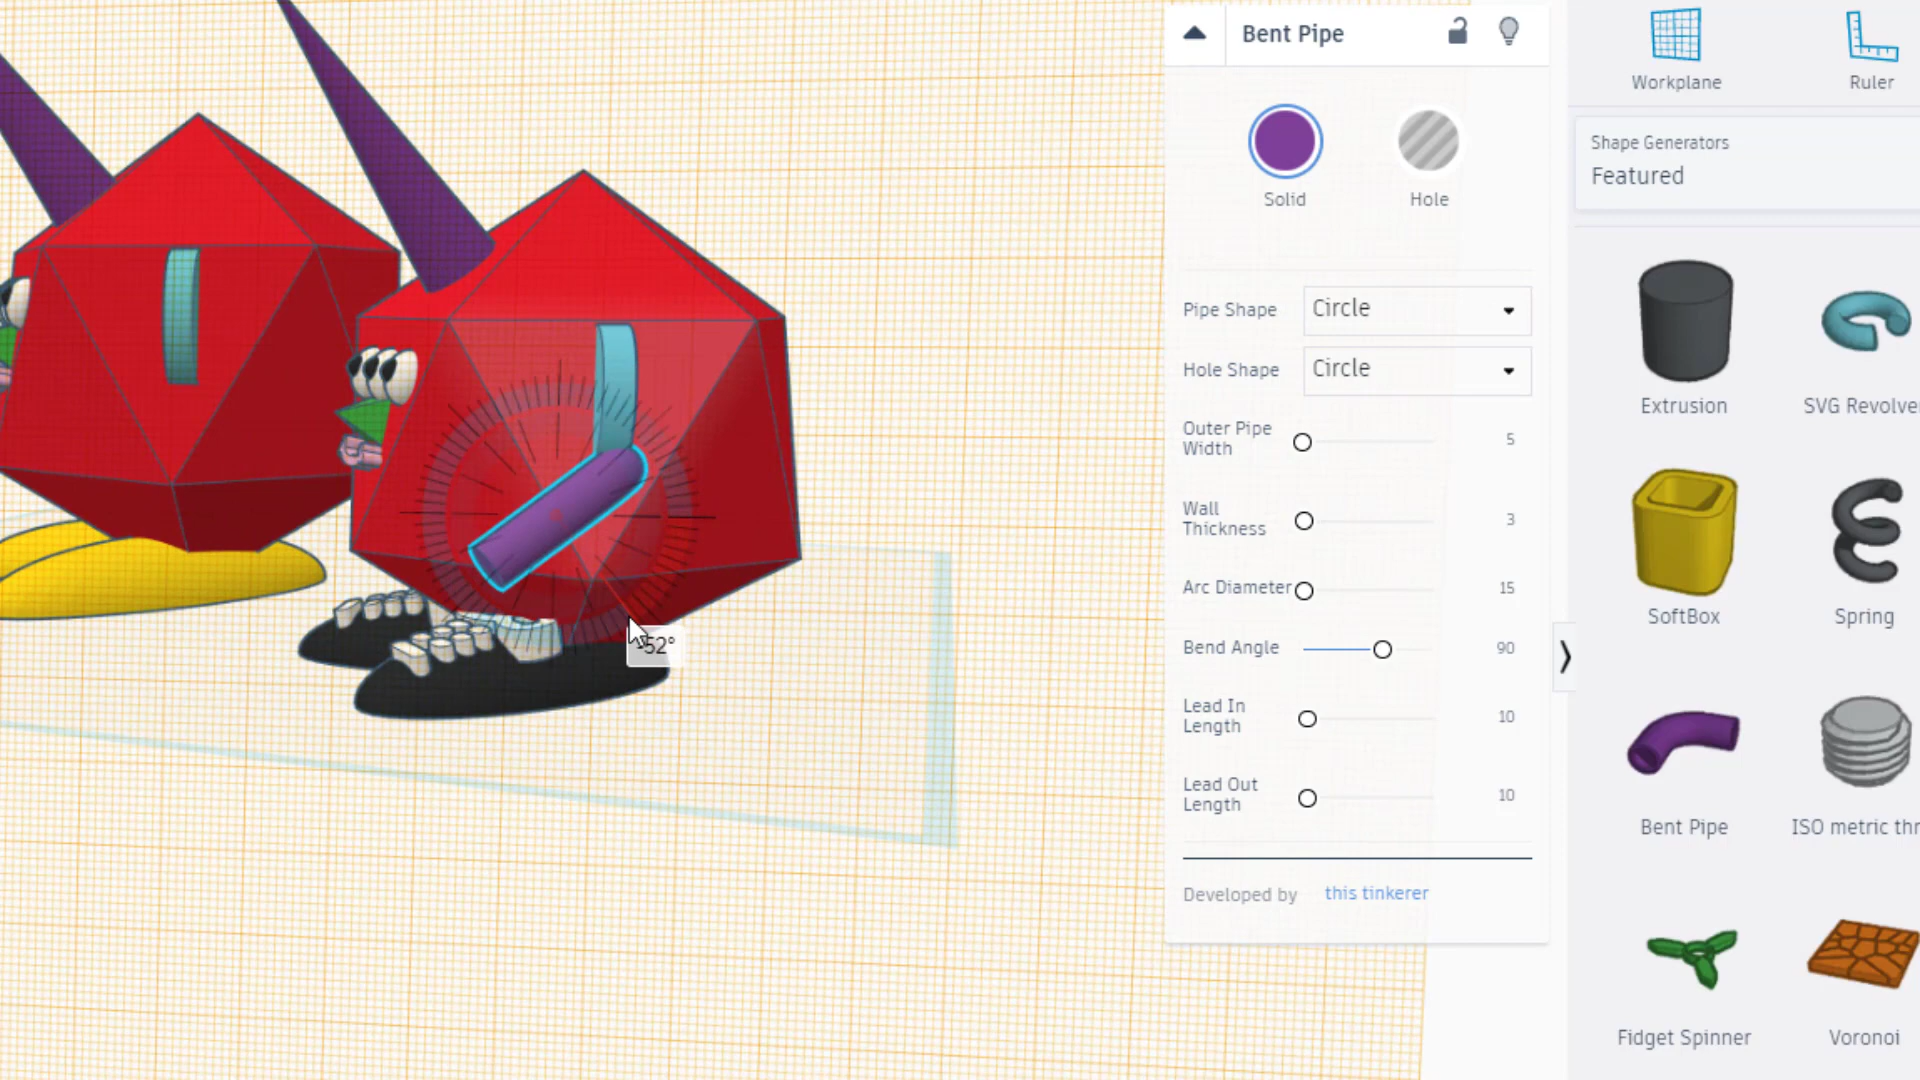 Bent Pipe
Solid
Hole
Pipe Shape
Circle
Hole Shape
Circle
Outer Pipe
Width
5
Wall
Thickness
3
Arc Diameter
15
Bend Angle
90
Lead In
Length
10
Lead Out
Length
10
Developed by this tinkerer
52°
Workplane
Ruler
Shape Generators
Featured
Extrusion
SVG Revolve
SoftBox
Spring
Bent Pipe
ISO metric thr
Fidget Spinner
Voronoi